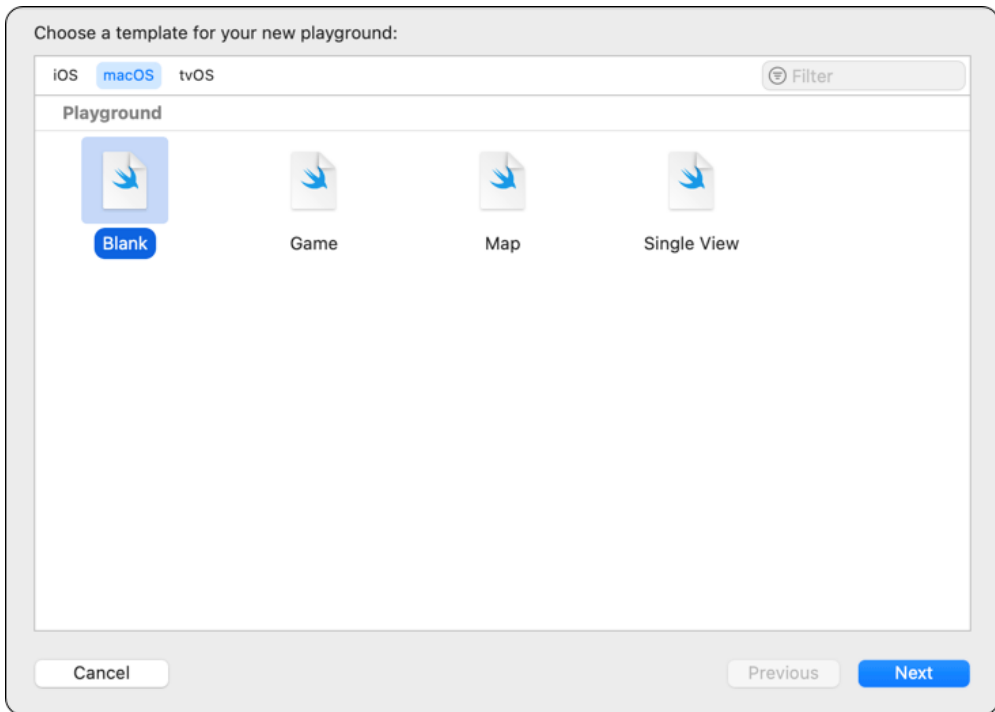 Choose a template for your new playground:
iOS macOS tvOS Filter
Playground
Blank Game Map Single View
Cancel Previous Next